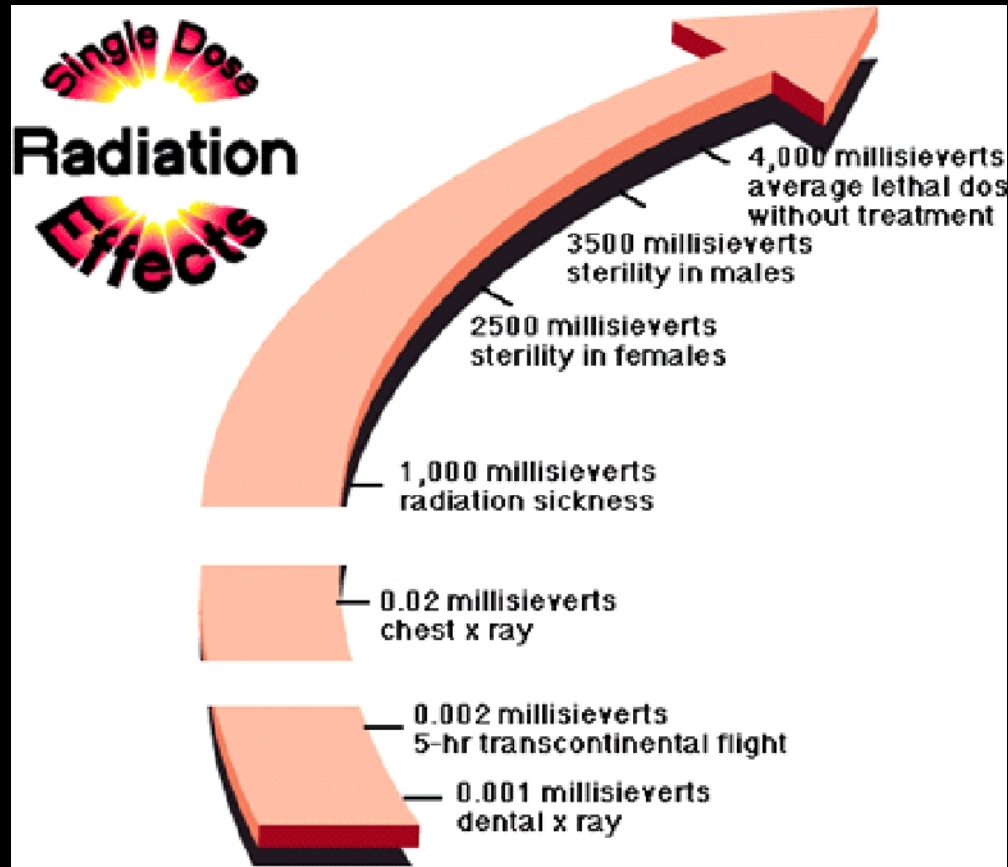 Single Dose
Radiation
Effects
4,000 millisieverts
average lethal dos
without treatment
3500 millisieverts
sterility in males
2500 millisieverts
sterility in females
1,000 millisieverts
radiation sickness
0.02 millisieverts
chest x ray
0.002 millisieverts
5-hr transcontinental flight
0.001 millisieverts
dental x ray